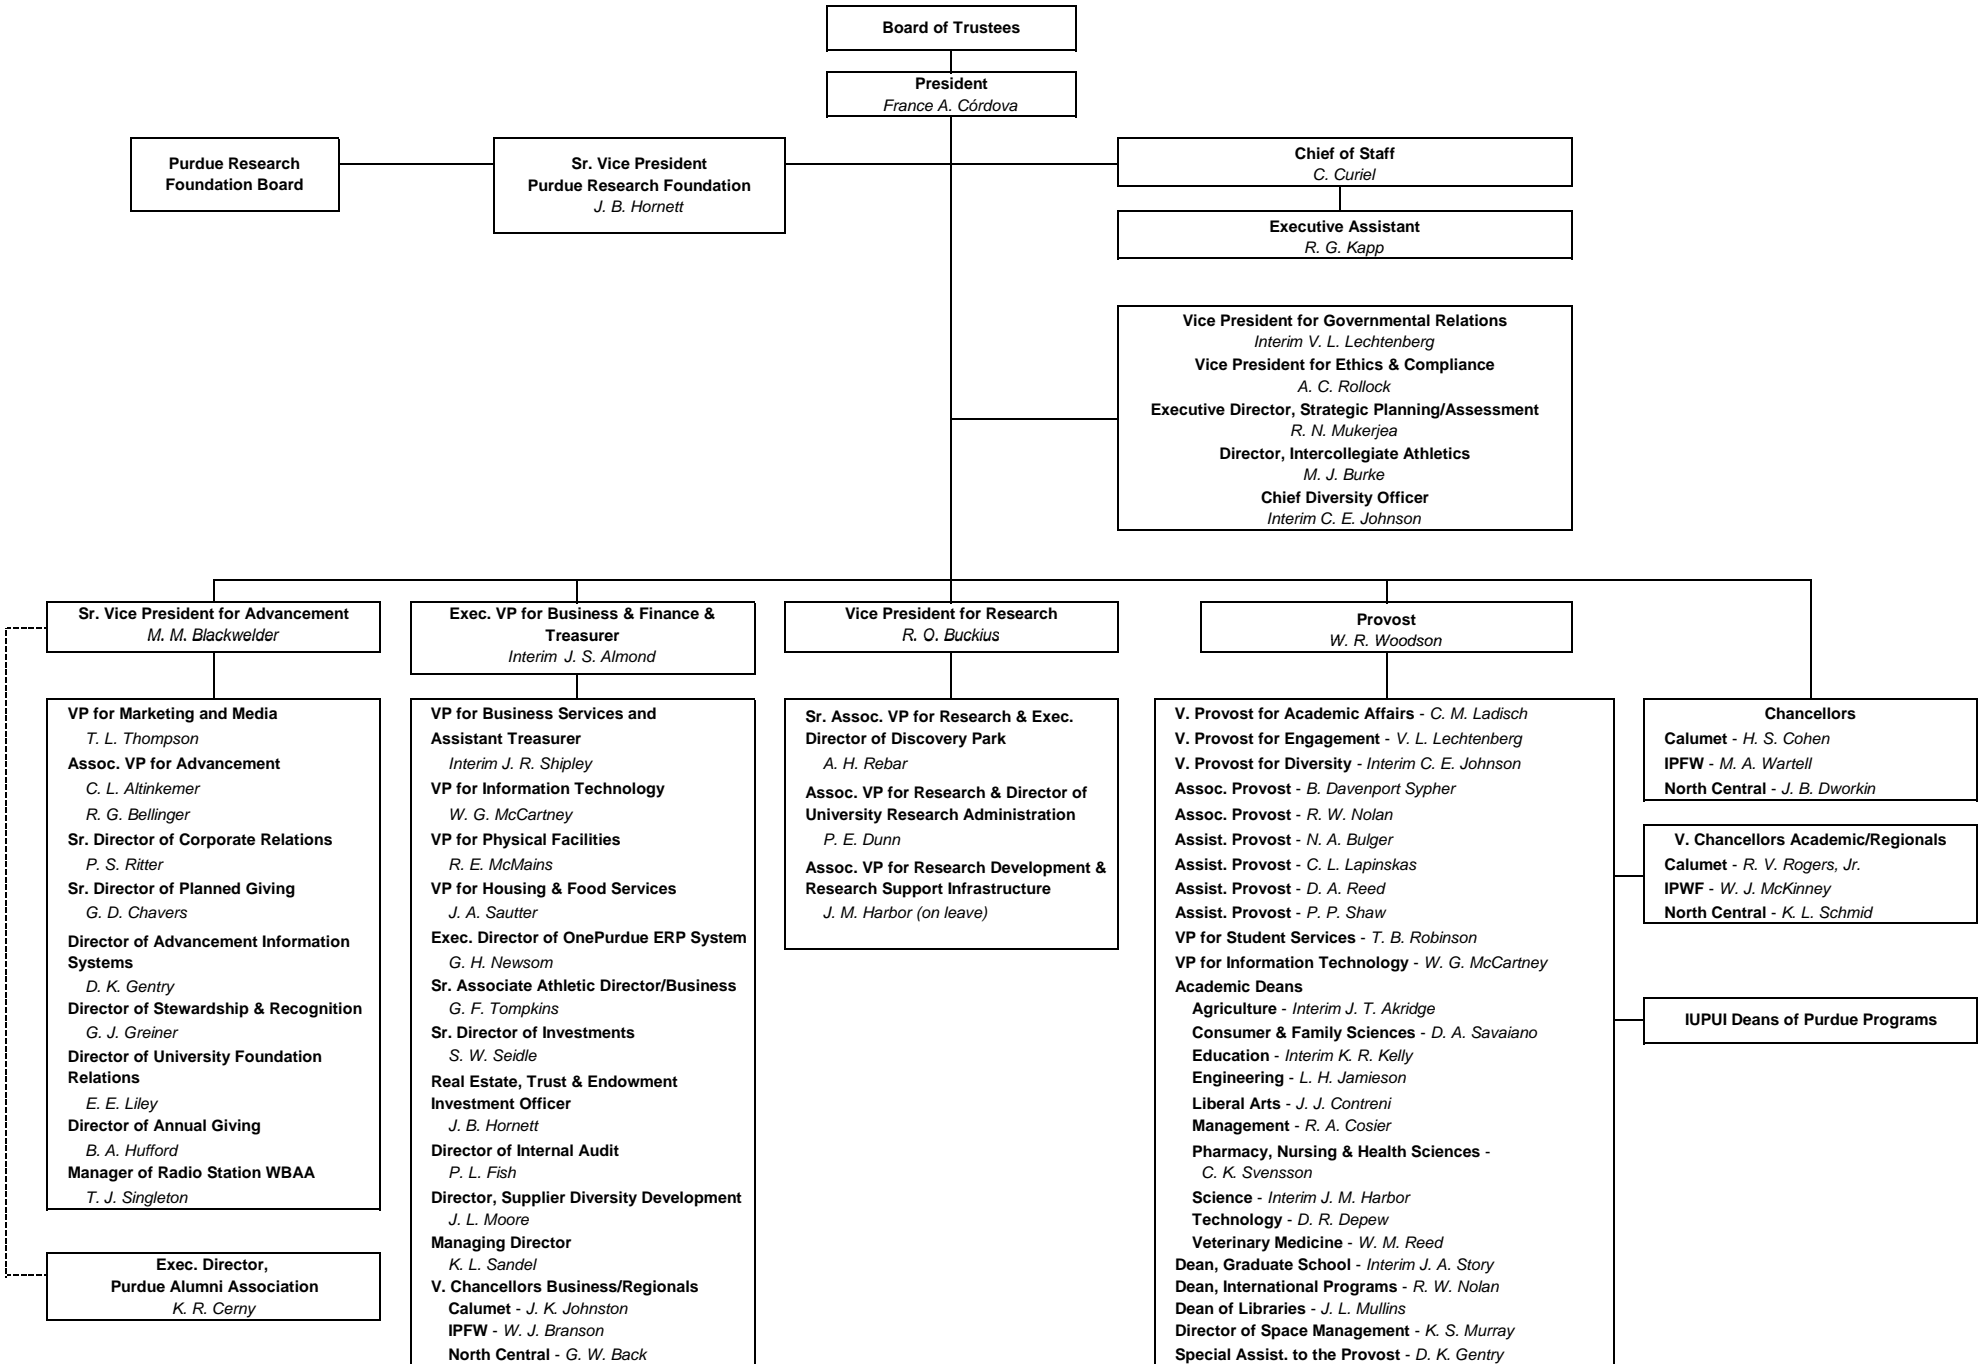 Board of Trustees
President
France A. Córdova
Purdue Research
Foundation Board
Sr. Vice President
Purdue Research Foundation
J. B. Hornett
Chief of Staff
C. Curiel
Executive Assistant
R. G. Kapp
Vice President for Governmental Relations
Interim V. L. Lechtenberg
Vice President for Ethics & Compliance
A. C. Rollock
Executive Director, Strategic Planning/Assessment
R. N. Mukerjea
Director, Intercollegiate Athletics
M. J. Burke
Chief Diversity Officer
Interim C. E. Johnson
Sr. Vice President for Advancement
M. M. Blackwelder
VP for Marketing and Media
T. L. Thompson
Assoc. VP for Advancement
C. L. Altinkemer
R. G. Bellinger
Sr. Director of Corporate Relations
P. S. Ritter
Sr. Director of Planned Giving
G. D. Chavers
Director of Advancement Information
Systems
D. K. Gentry
Director of Stewardship & Recognition
G. J. Greiner
Director of University Foundation
Relations
E. E. Liley
Director of Annual Giving
B. A. Hufford
Manager of Radio Station WBAA
T. J. Singleton
Exec. Director,
Purdue Alumni Association
K. R. Cerny
Exec. VP for Business & Finance &
Treasurer
Interim J. S. Almond
VP for Business Services and
Assistant Treasurer
Interim J. R. Shipley
VP for Information Technology
W. G. McCartney
VP for Physical Facilities
R. E. McMains
VP for Housing & Food Services
J. A. Sautter
Exec. Director of OnePurdue ERP System
G. H. Newsom
Sr. Associate Athletic Director/Business
G. F. Tompkins
Sr. Director of Investments
S. W. Seidle
Real Estate, Trust & Endowment
Investment Officer
J. B. Hornett
Director of Internal Audit
P. L. Fish
Director, Supplier Diversity Development
J. L. Moore
Managing Director
K. L. Sandel
V. Chancellors Business/Regionals
Calumet - J. K. Johnston
IPFW - W. J. Branson
North Central - G. W. Back
Vice President for Research
R. O. Buckius
Sr. Assoc. VP for Research & Exec.
Director of Discovery Park
A. H. Rebar
Assoc. VP for Research & Director of
University Research Administration
P. E. Dunn
Assoc. VP for Research Development &
Research Support Infrastructure
J. M. Harbor (on leave)
Provost
W. R. Woodson
V. Provost for Academic Affairs - C. M. Ladisch
V. Provost for Engagement - V. L. Lechtenberg
V. Provost for Diversity - Interim C. E. Johnson
Assoc. Provost - B. Davenport Sypher
Assoc. Provost - R. W. Nolan
Assist. Provost - N. A. Bulger
Assist. Provost - C. L. Lapinskas
Assist. Provost - D. A. Reed
Assist. Provost - P. P. Shaw
VP for Student Services - T. B. Robinson
VP for Information Technology - W. G. McCartney
Academic Deans
Agriculture - Interim J. T. Akridge
Consumer & Family Sciences - D. A. Savaiano
Education - Interim K. R. Kelly
Engineering - L. H. Jamieson
Liberal Arts - J. J. Contreni
Management - R. A. Cosier
Pharmacy, Nursing & Health Sciences -
C. K. Svensson
Science - Interim J. M. Harbor
Technology - D. R. Depew
Veterinary Medicine - W. M. Reed
Dean, Graduate School - Interim J. A. Story
Dean, International Programs - R. W. Nolan
Dean of Libraries - J. L. Mullins
Director of Space Management - K. S. Murray
Special Assist. to the Provost - D. K. Gentry
Chancellors
Calumet - H. S. Cohen
IPFW - M. A. Wartell
North Central - J. B. Dworkin
V. Chancellors Academic/Regionals
Calumet - R. V. Rogers, Jr.
IPWF - W. J. McKinney
North Central - K. L. Schmid
IUPUI Deans of Purdue Programs